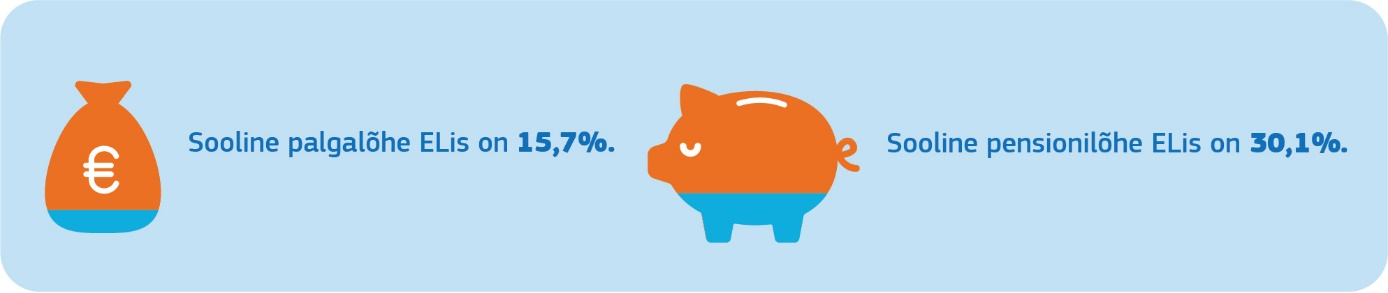 €
Sooline palgalõhe ELis on 15,7%.
Sooline pensionilõhe ELis on 30,1%.